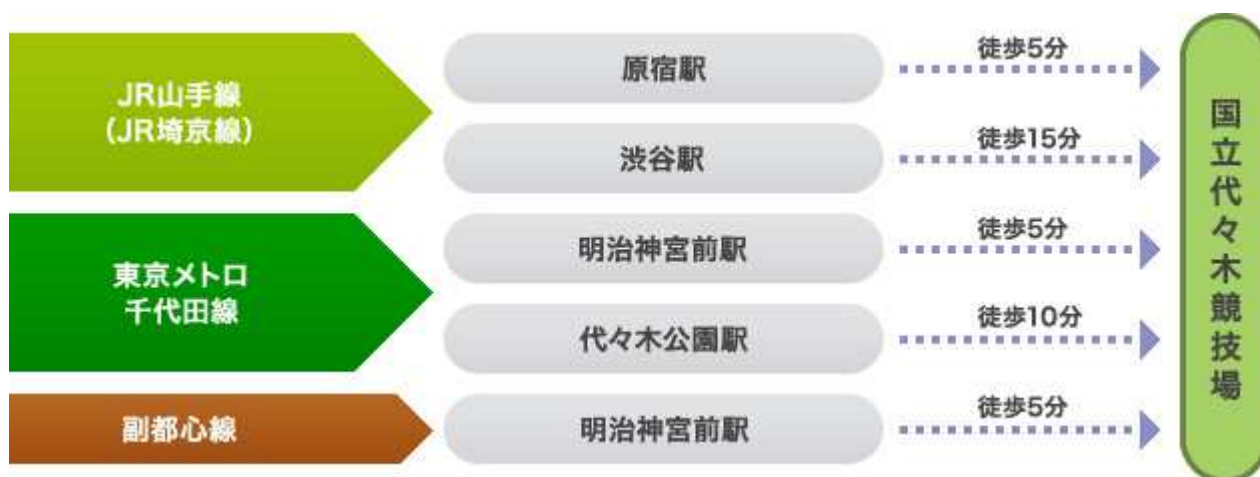 JR山手線
（JR埼京線）
原宿駅
徒歩5分
渋谷駅
徒歩15分
東京メトロ
千代田線
明治神宮前駅
徒歩5分
代々木公園駅
徒歩10分
副都心線
明治神宮前駅
徒歩5分
国立代々木競技場